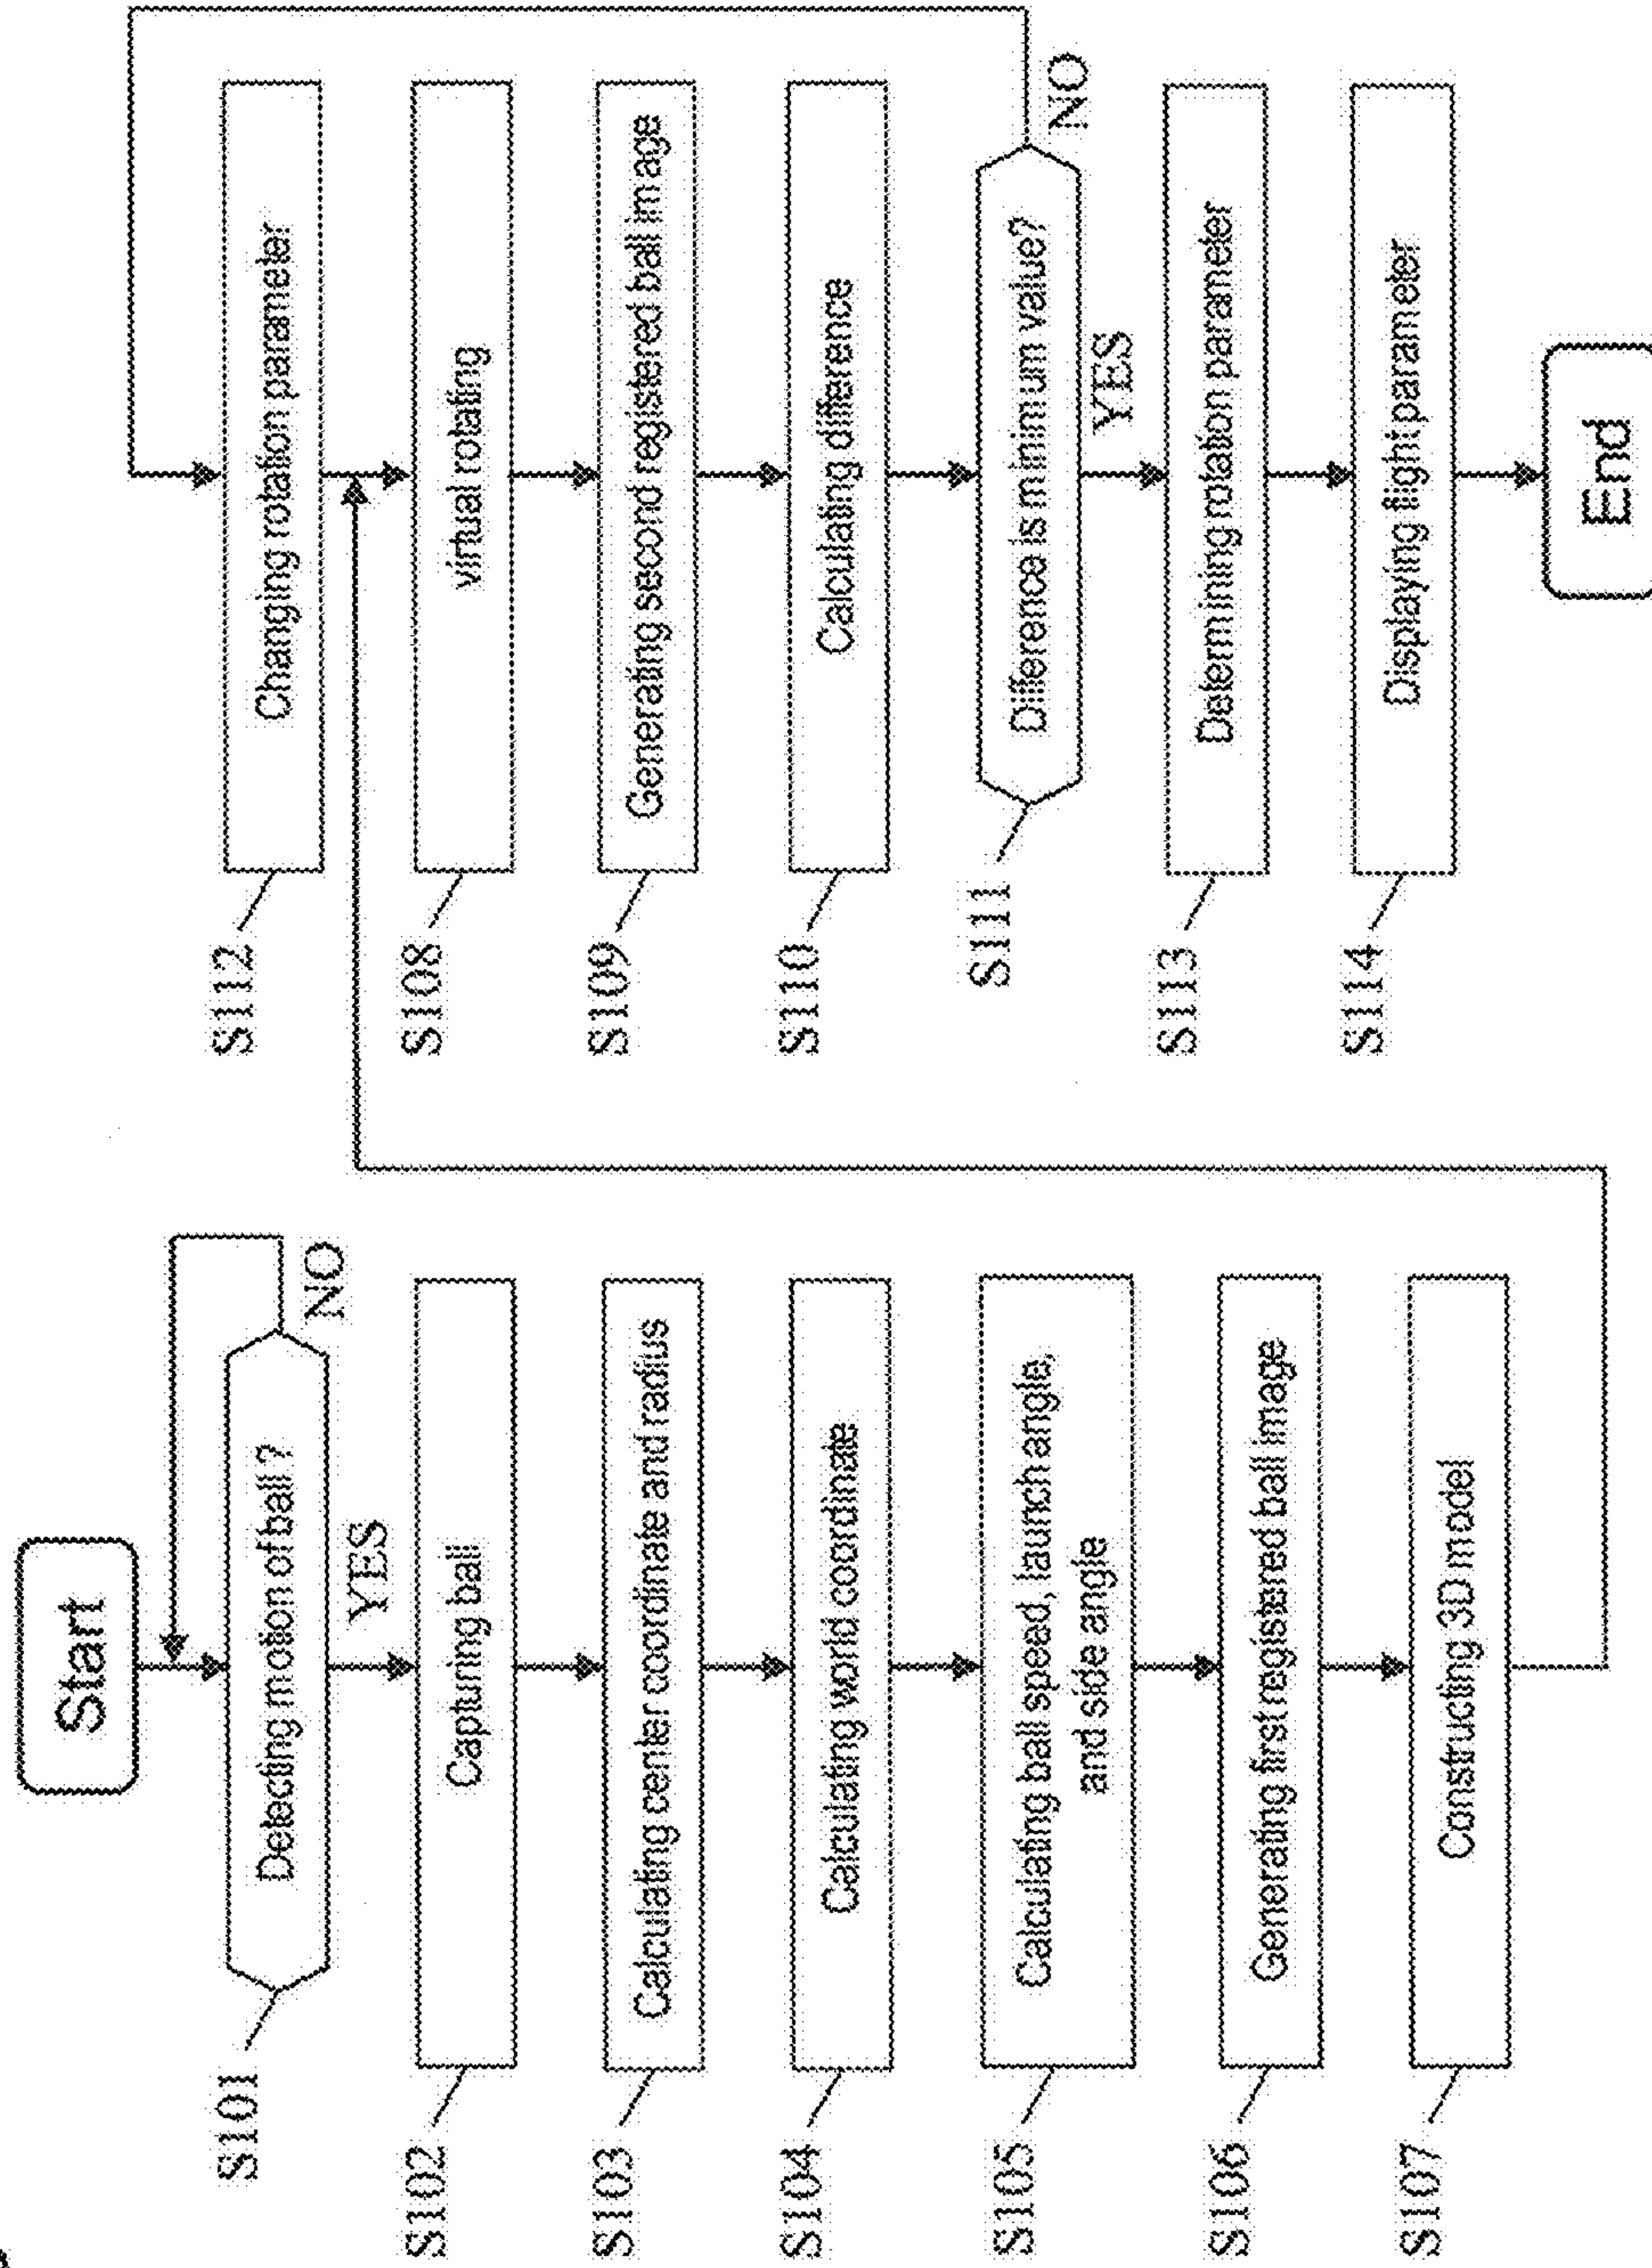 Start
S101
Detecting motion of ball ?
NO
YES
S102
Capturing ball
S103
Calculating center coordinate and radius
S104
Calculating world coordinate
S105
Calculating ball speed, launch angle,
and side angle
S106
Generating first registered ball image
S107
Constructing 3D model
S112
Changing rotation parameter
S108
virtual rotating
S109
Generating second registered ball image
S110
Calculating difference
S111
Difference is minimum value?
NO
YES
S113
Determining rotation parameter
S114
Displaying flight parameter
End